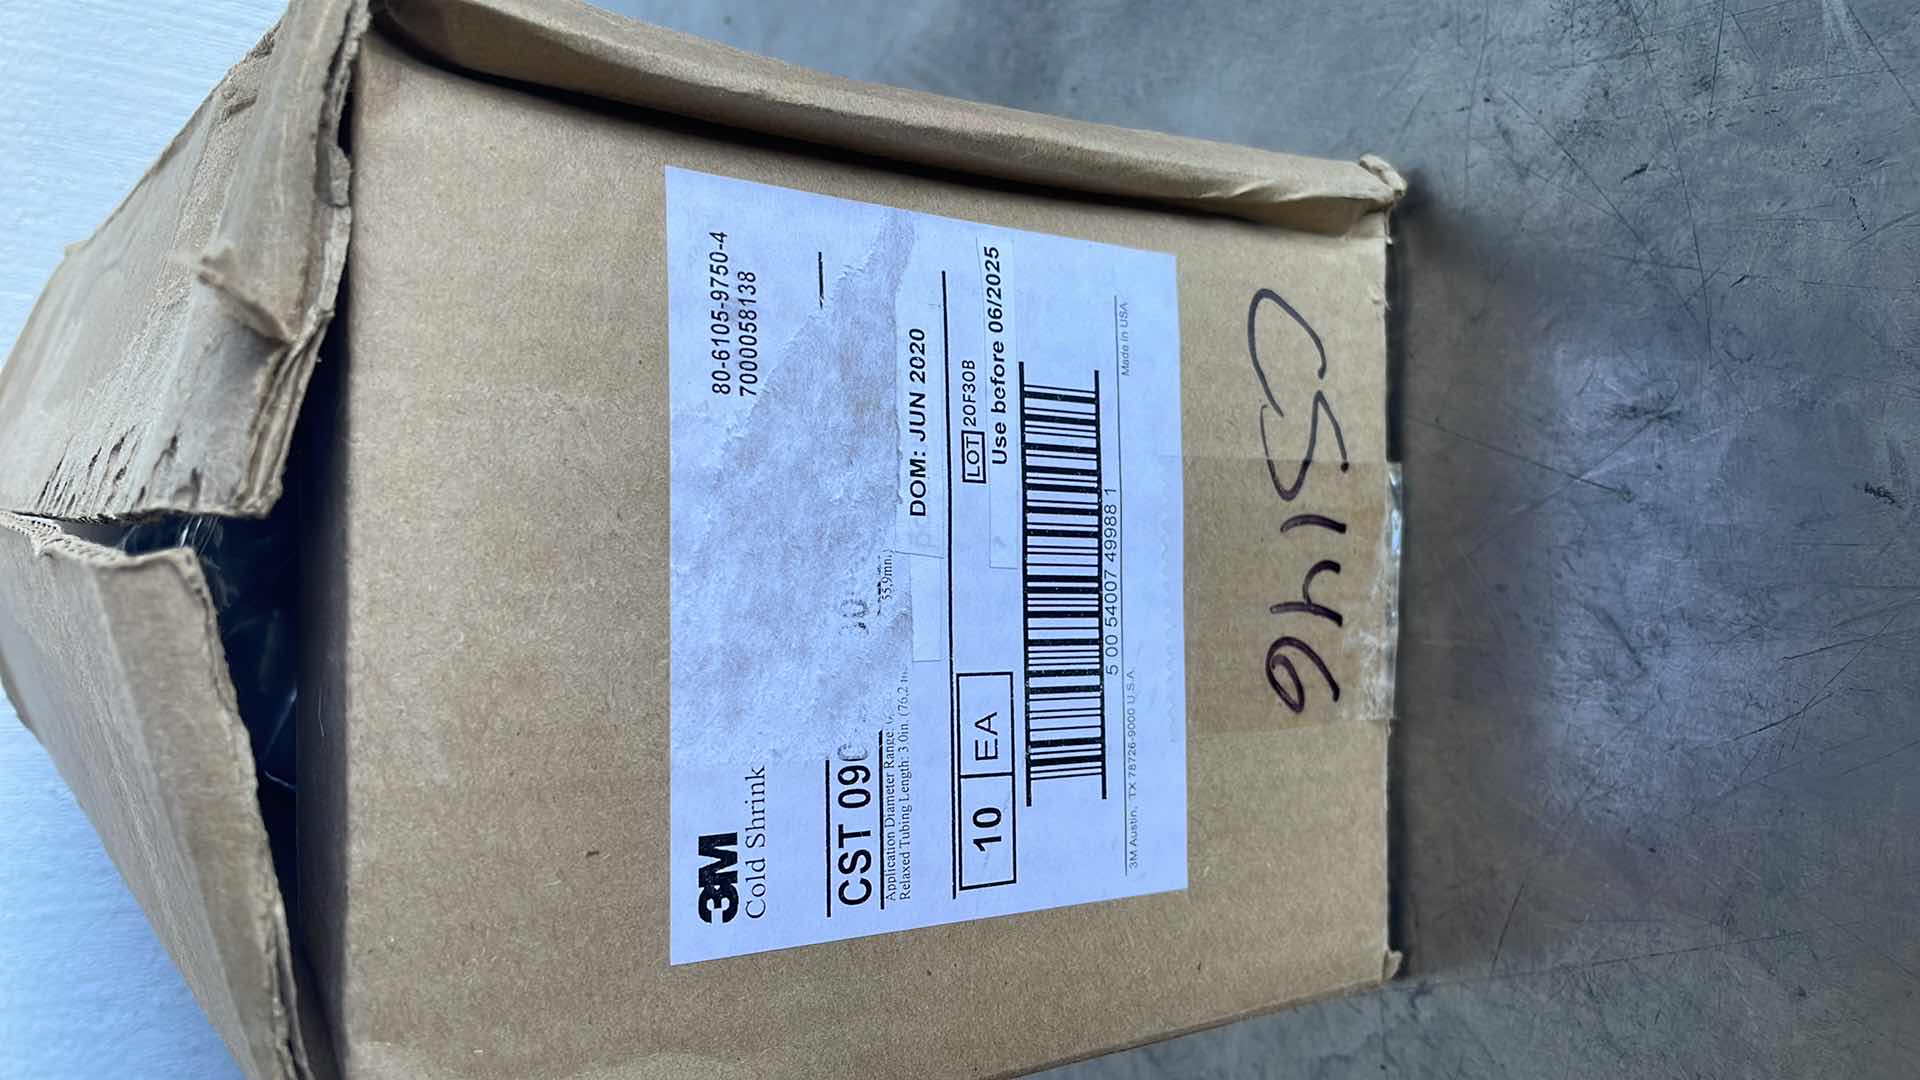 3M
Cold Shrink
80-6105-9750-4
7000058138
CST 090
Application Diameter Range:
55.9mm)
Relaxed Tubing Length: 3.0in. (76.2
DOM: JUN 2020
10 EA
LOT 20F30B
Use before 06/2025
5 00 54007 49988 1
3M Austin, TX 78726-9000 U.S.A.
Made in USA
CS146